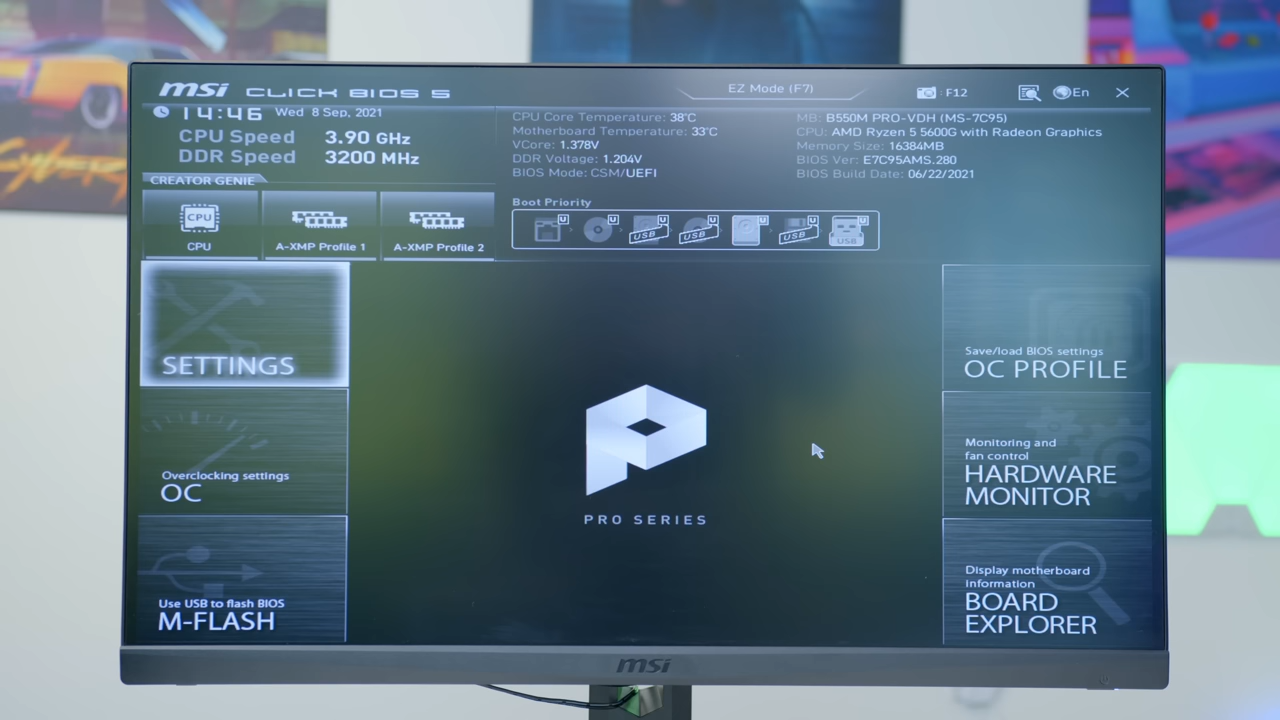 msi CLICK BIOS 5
EZ Mode (F7)
: F12
En
14:46 Wed 8 Sep, 2021
CPU Speed 3.90 GHz
DDR Speed 3200 MHz
CREATOR GENIE
CPU
CPU
A-XMP Profile 1
A-XMP Profile 2
CPU Core Temperature: 38°C
Motherboard Temperature: 33°C
VCore: 1.378V
DDR Voltage: 1.204V
BIOS Mode: CSM/UEFI
MB: B550M PRO-VDH (MS-7C95)
CPU: AMD Ryzen 5 5600G with Radeon Graphics
Memory Size: 16384MB
BIOS Ver: E7C95AMS.280
BIOS Build Date: 06/22/2021
Boot Priority
U U U U U U U
USB USB USB USB
SETTINGS
Overclocking settings
OC
Use USB to flash BIOS
M-FLASH
PRO SERIES
Save/load BIOS settings
OC PROFILE
Monitoring and
fan control
HARDWARE
MONITOR
Display motherboard
information
BOARD
EXPLORER
msi